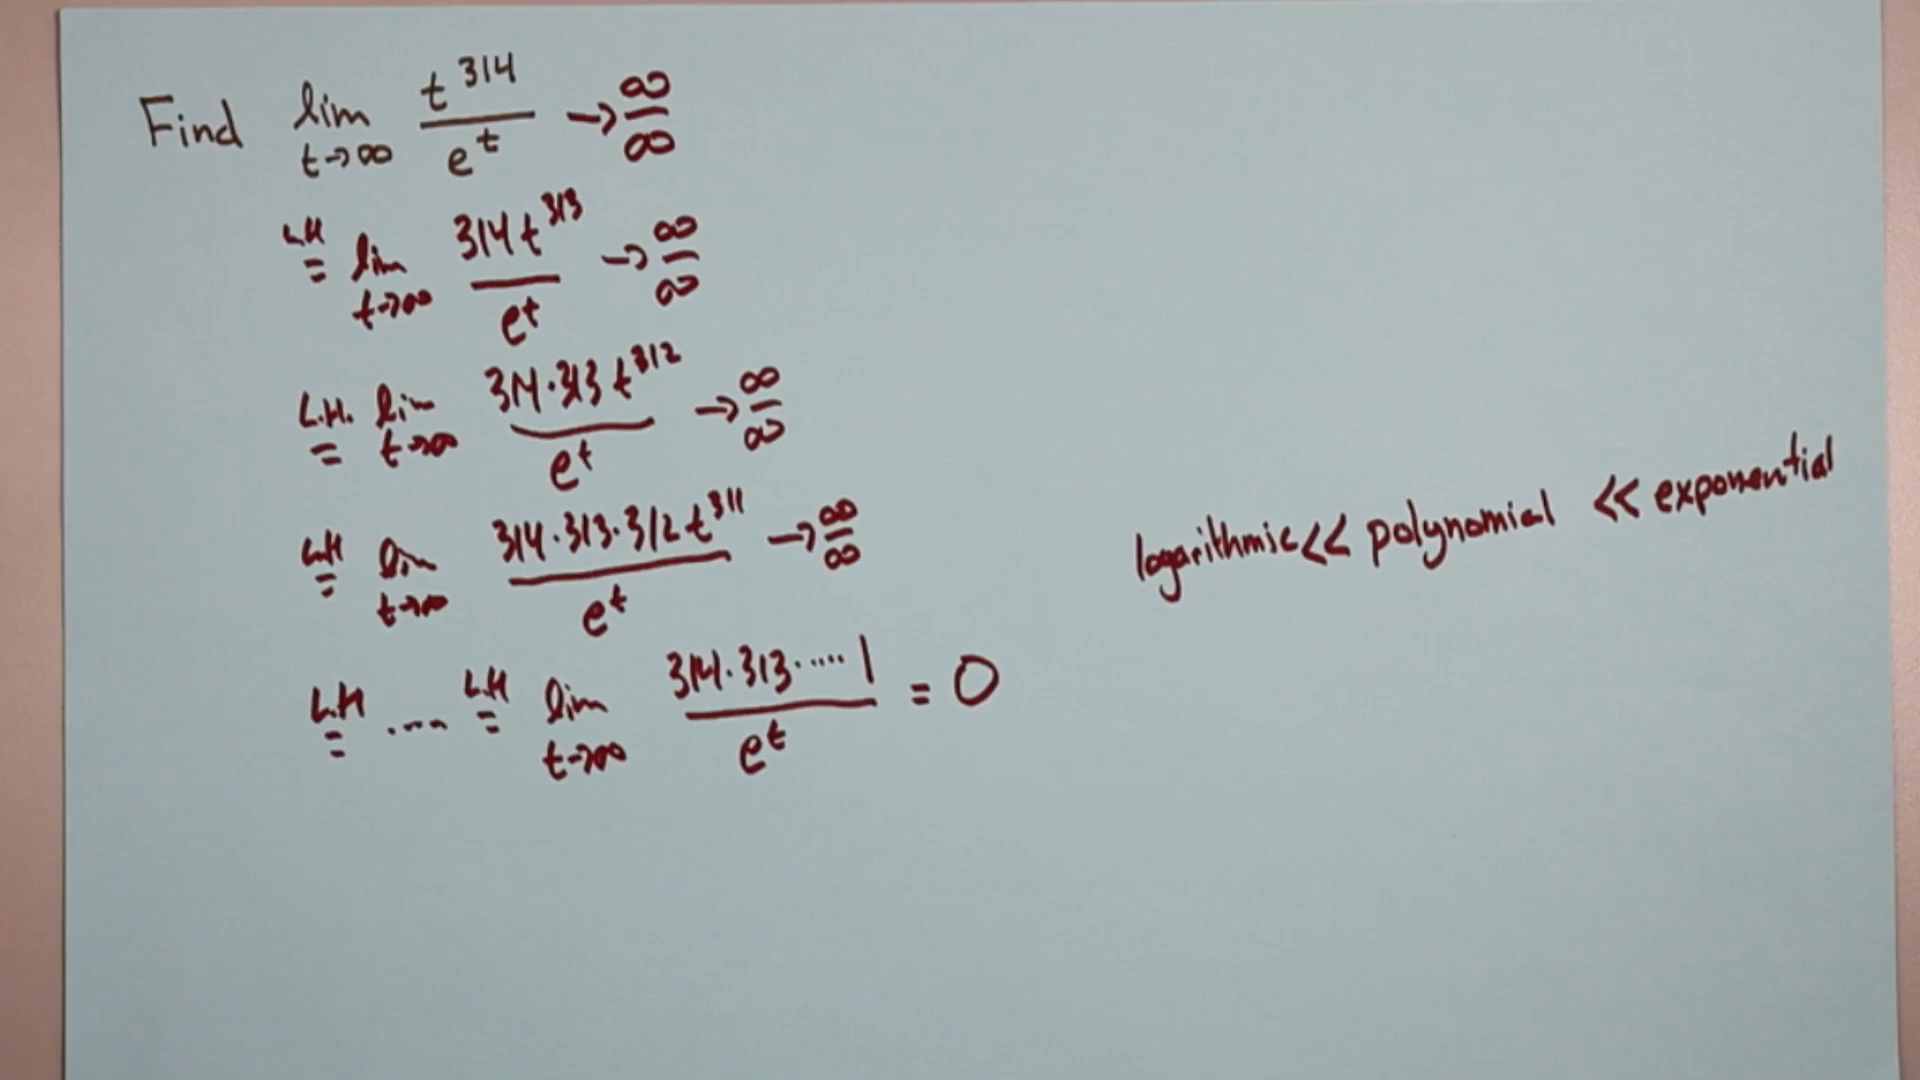 Find lim t→∞ t^314 / e^t → ∞/∞
L.H = lim t→∞ 314 t^313 / e^t → ∞/∞
L.H. = lim t→∞ 314·313 t^312 / e^t → ∞/∞
L.H = lim t→∞ 314·313·312 t^311 / e^t → ∞/∞
logarithmic << polynomial << exponential
L.H = .... L.H = lim t→∞ 314·313·....1 / e^t = 0